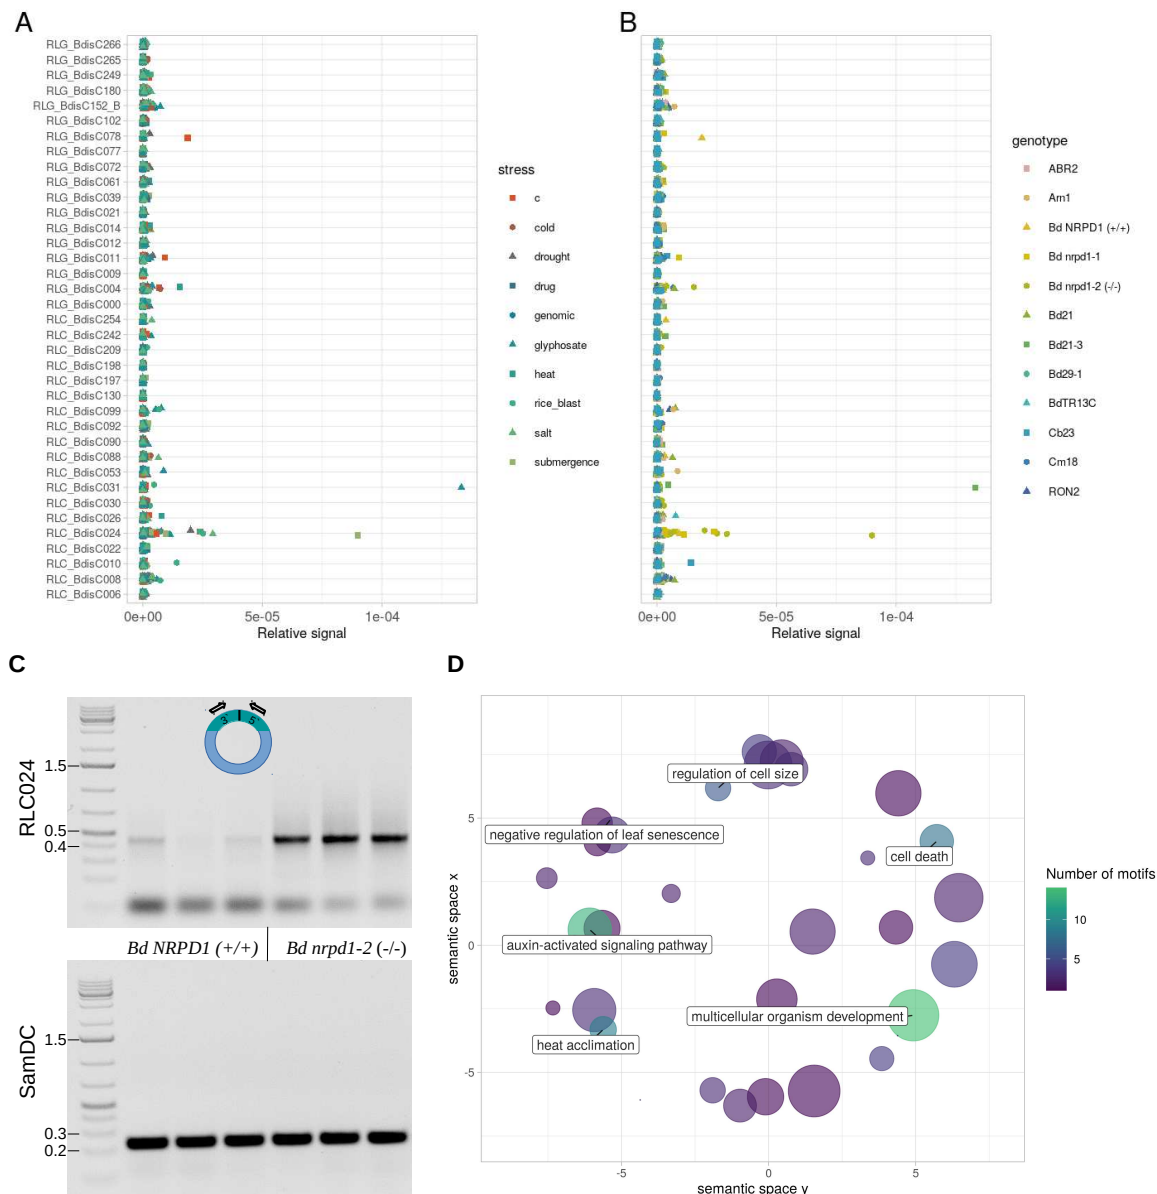 A
B
RLG_BdisC266
RLG_BdisC265
RLG_BdisC249
RLG_BdisC180
RLG_BdisC152_B
RLG_BdisC102
RLG_BdisC078
RLG_BdisC077
RLG_BdisC072
RLG_BdisC061
RLG_BdisC039
RLG_BdisC021
RLG_BdisC014
RLG_BdisC012
RLG_BdisC011
RLG_BdisC009
RLG_BdisC004
RLG_BdisC000
RLC_BdisC254
RLC_BdisC242
RLC_BdisC209
RLC_BdisC198
RLC_BdisC197
RLC_BdisC130
RLC_BdisC099
RLC_BdisC092
RLC_BdisC090
RLC_BdisC088
RLC_BdisC053
RLC_BdisC031
RLC_BdisC030
RLC_BdisC026
RLC_BdisC024
RLC_BdisC022
RLC_BdisC010
RLC_BdisC008
RLC_BdisC006
0e+00 5e-05 1e-04
Relative signal
stress
c
cold
drought
drug
genomic
glyphosate
heat
rice_blast
salt
submergence
0e+00 5e-05 1e-04
Relative signal
genotype
ABR2
Arn1
Bd NRPD1 (+/+)
Bd nrpd1-1
Bd nrpd1-2 (-/-)
Bd21
Bd21-3
Bd29-1
BdTR13C
Cb23
Cm18
RON2
C
RLC024
1.5
0.5
0.4
3' 5'
Bd NRPD1 (+/+) Bd nrpd1-2 (-/-)
SamDC
1.5
0.3
0.2
D
semantic space x
5
0
-5
regulation of cell size
negative regulation of leaf senescence
cell death
auxin-activated signaling pathway
multicellular organism development
heat acclimation
-5 0 5
semantic space y
Number of motifs
10
5